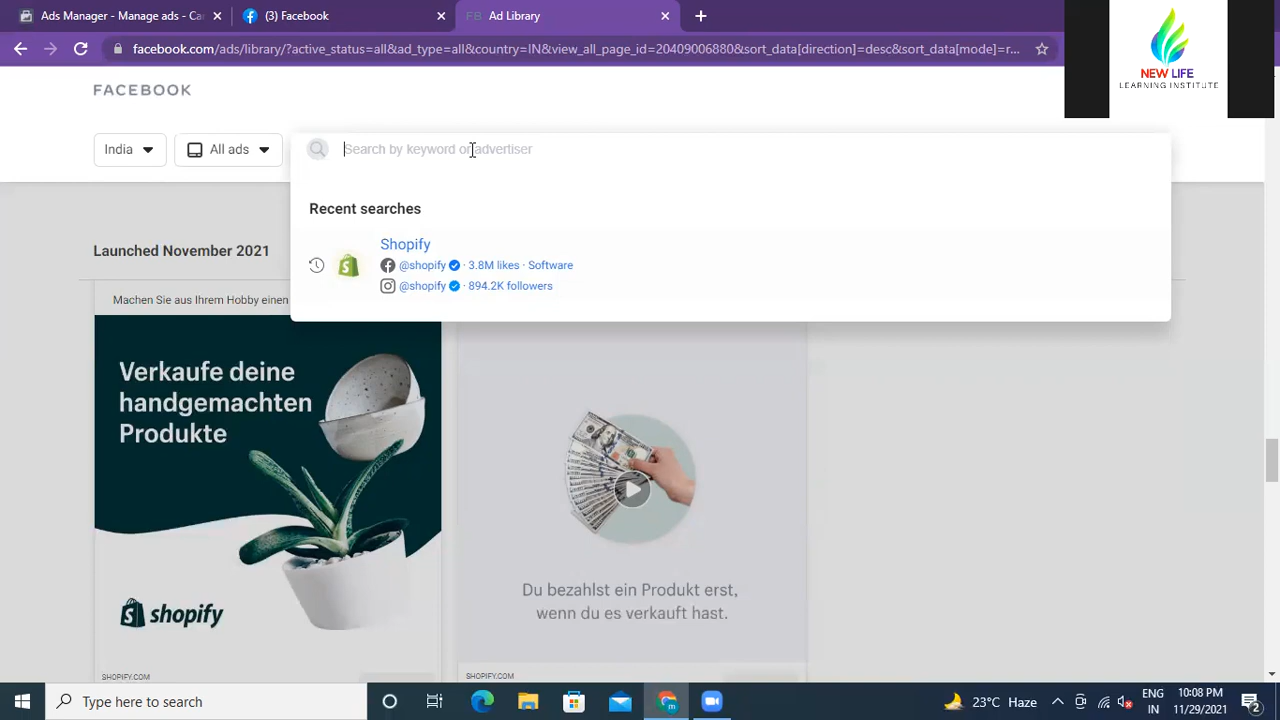 Ads Manager - Manage ads - Ca
(3) Facebook
Ad Library
facebook.com/ads/library/?active_status=all&ad_type=all&country=IN&view_all_page_id=20409006880&sort_data[direction]=desc&sort_data[mode]=r...
NEW LIFE
LEARNING INSTITUTE
FACEBOOK
India
All ads
Search by keyword or advertiser
Recent searches
Shopify
@shopify · 3.8M likes · Software
@shopify · 894.2K followers
Launched November 2021
Machen Sie aus Ihrem Hobby einen
Verkaufe deine
handgemachten
Produkte
shopify
Du bezahlst ein Produkt erst,
wenn du es verkauft hast.
SHOPIFY.COM
SHOPIFY.COM
Type here to search
23°C Haze
ENG
IN
10:08 PM
11/29/2021
2